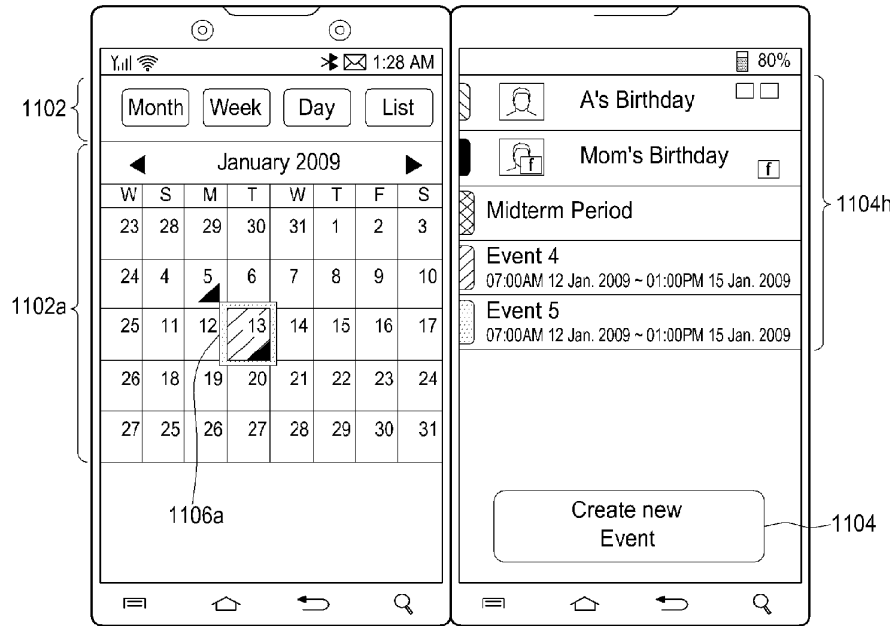 1:28 AM
Month Week Day List
January 2009
W S M T W T F S
23 28 29 30 31 1 2 3
24 4 5 6 7 8 9 10
25 11 12 13 14 15 16 17
26 18 19 20 21 22 23 24
27 25 26 27 28 29 30 31
1102
1102a
1106a
80%
A's Birthday
f
Mom's Birthday
f
Midterm Period
Event 4
07:00AM 12 Jan. 2009 ~ 01:00PM 15 Jan. 2009
Event 5
07:00AM 12 Jan. 2009 ~ 01:00PM 15 Jan. 2009
Create new
Event
1104h
1104